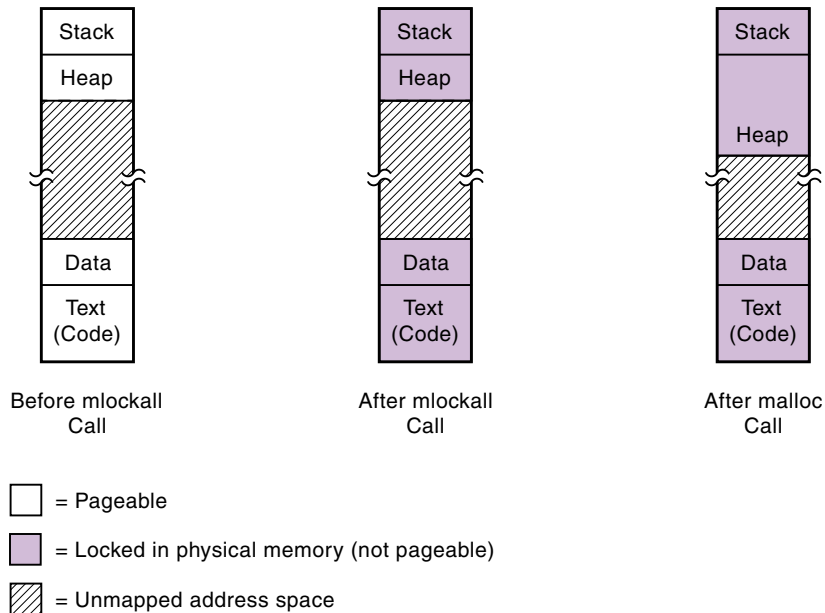 Stack
Heap
Data
Text
(Code)
Before mlockall
Call
Stack
Heap
Data
Text
(Code)
After mlockall
Call
Stack
Heap
Data
Text
(Code)
After malloc
Call
= Pageable
= Locked in physical memory (not pageable)
= Unmapped address space